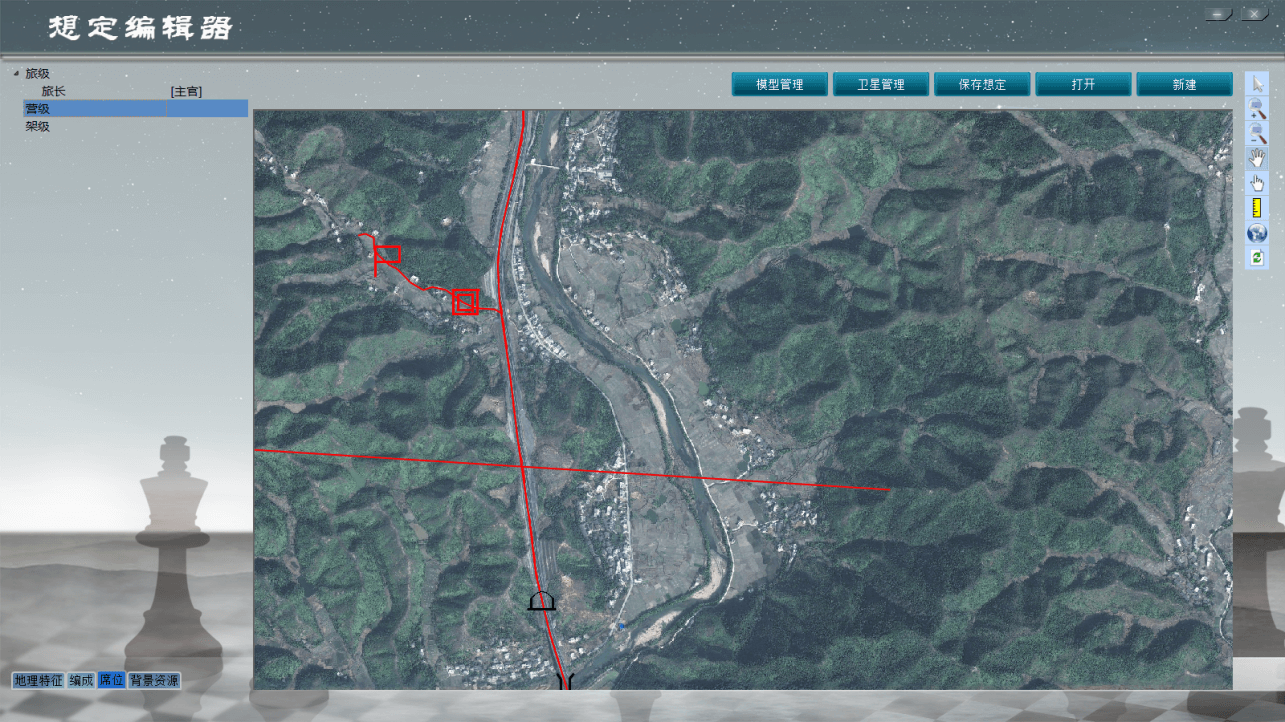 想定编辑器
旅级
旅长 [主官]
营级
架级
模型管理 卫星管理 保存想定 打开 新建
地理特征 编成 席位 背景资源